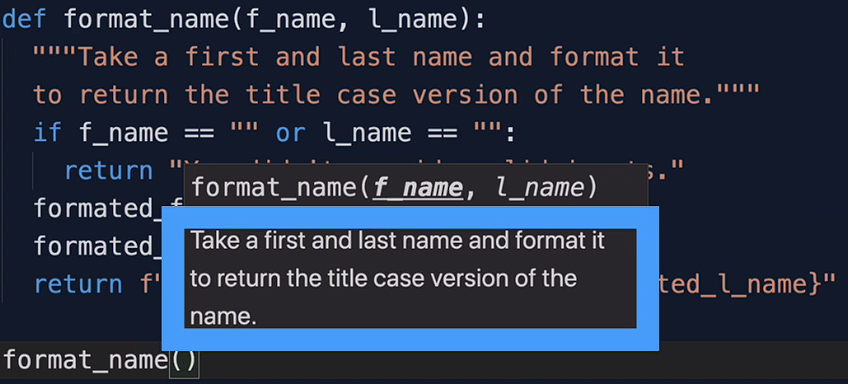 def format_name(f_name, l_name):
"""Take a first and last name and format it
to return the title case version of the name."""
if f_name == "" or l_name == "":
return "
format_name(f_name, l_name)
formated_
Take a first and last name and format it
formated_
to return the title case version of the
return f' ted_l_name}"
name.
format_name()